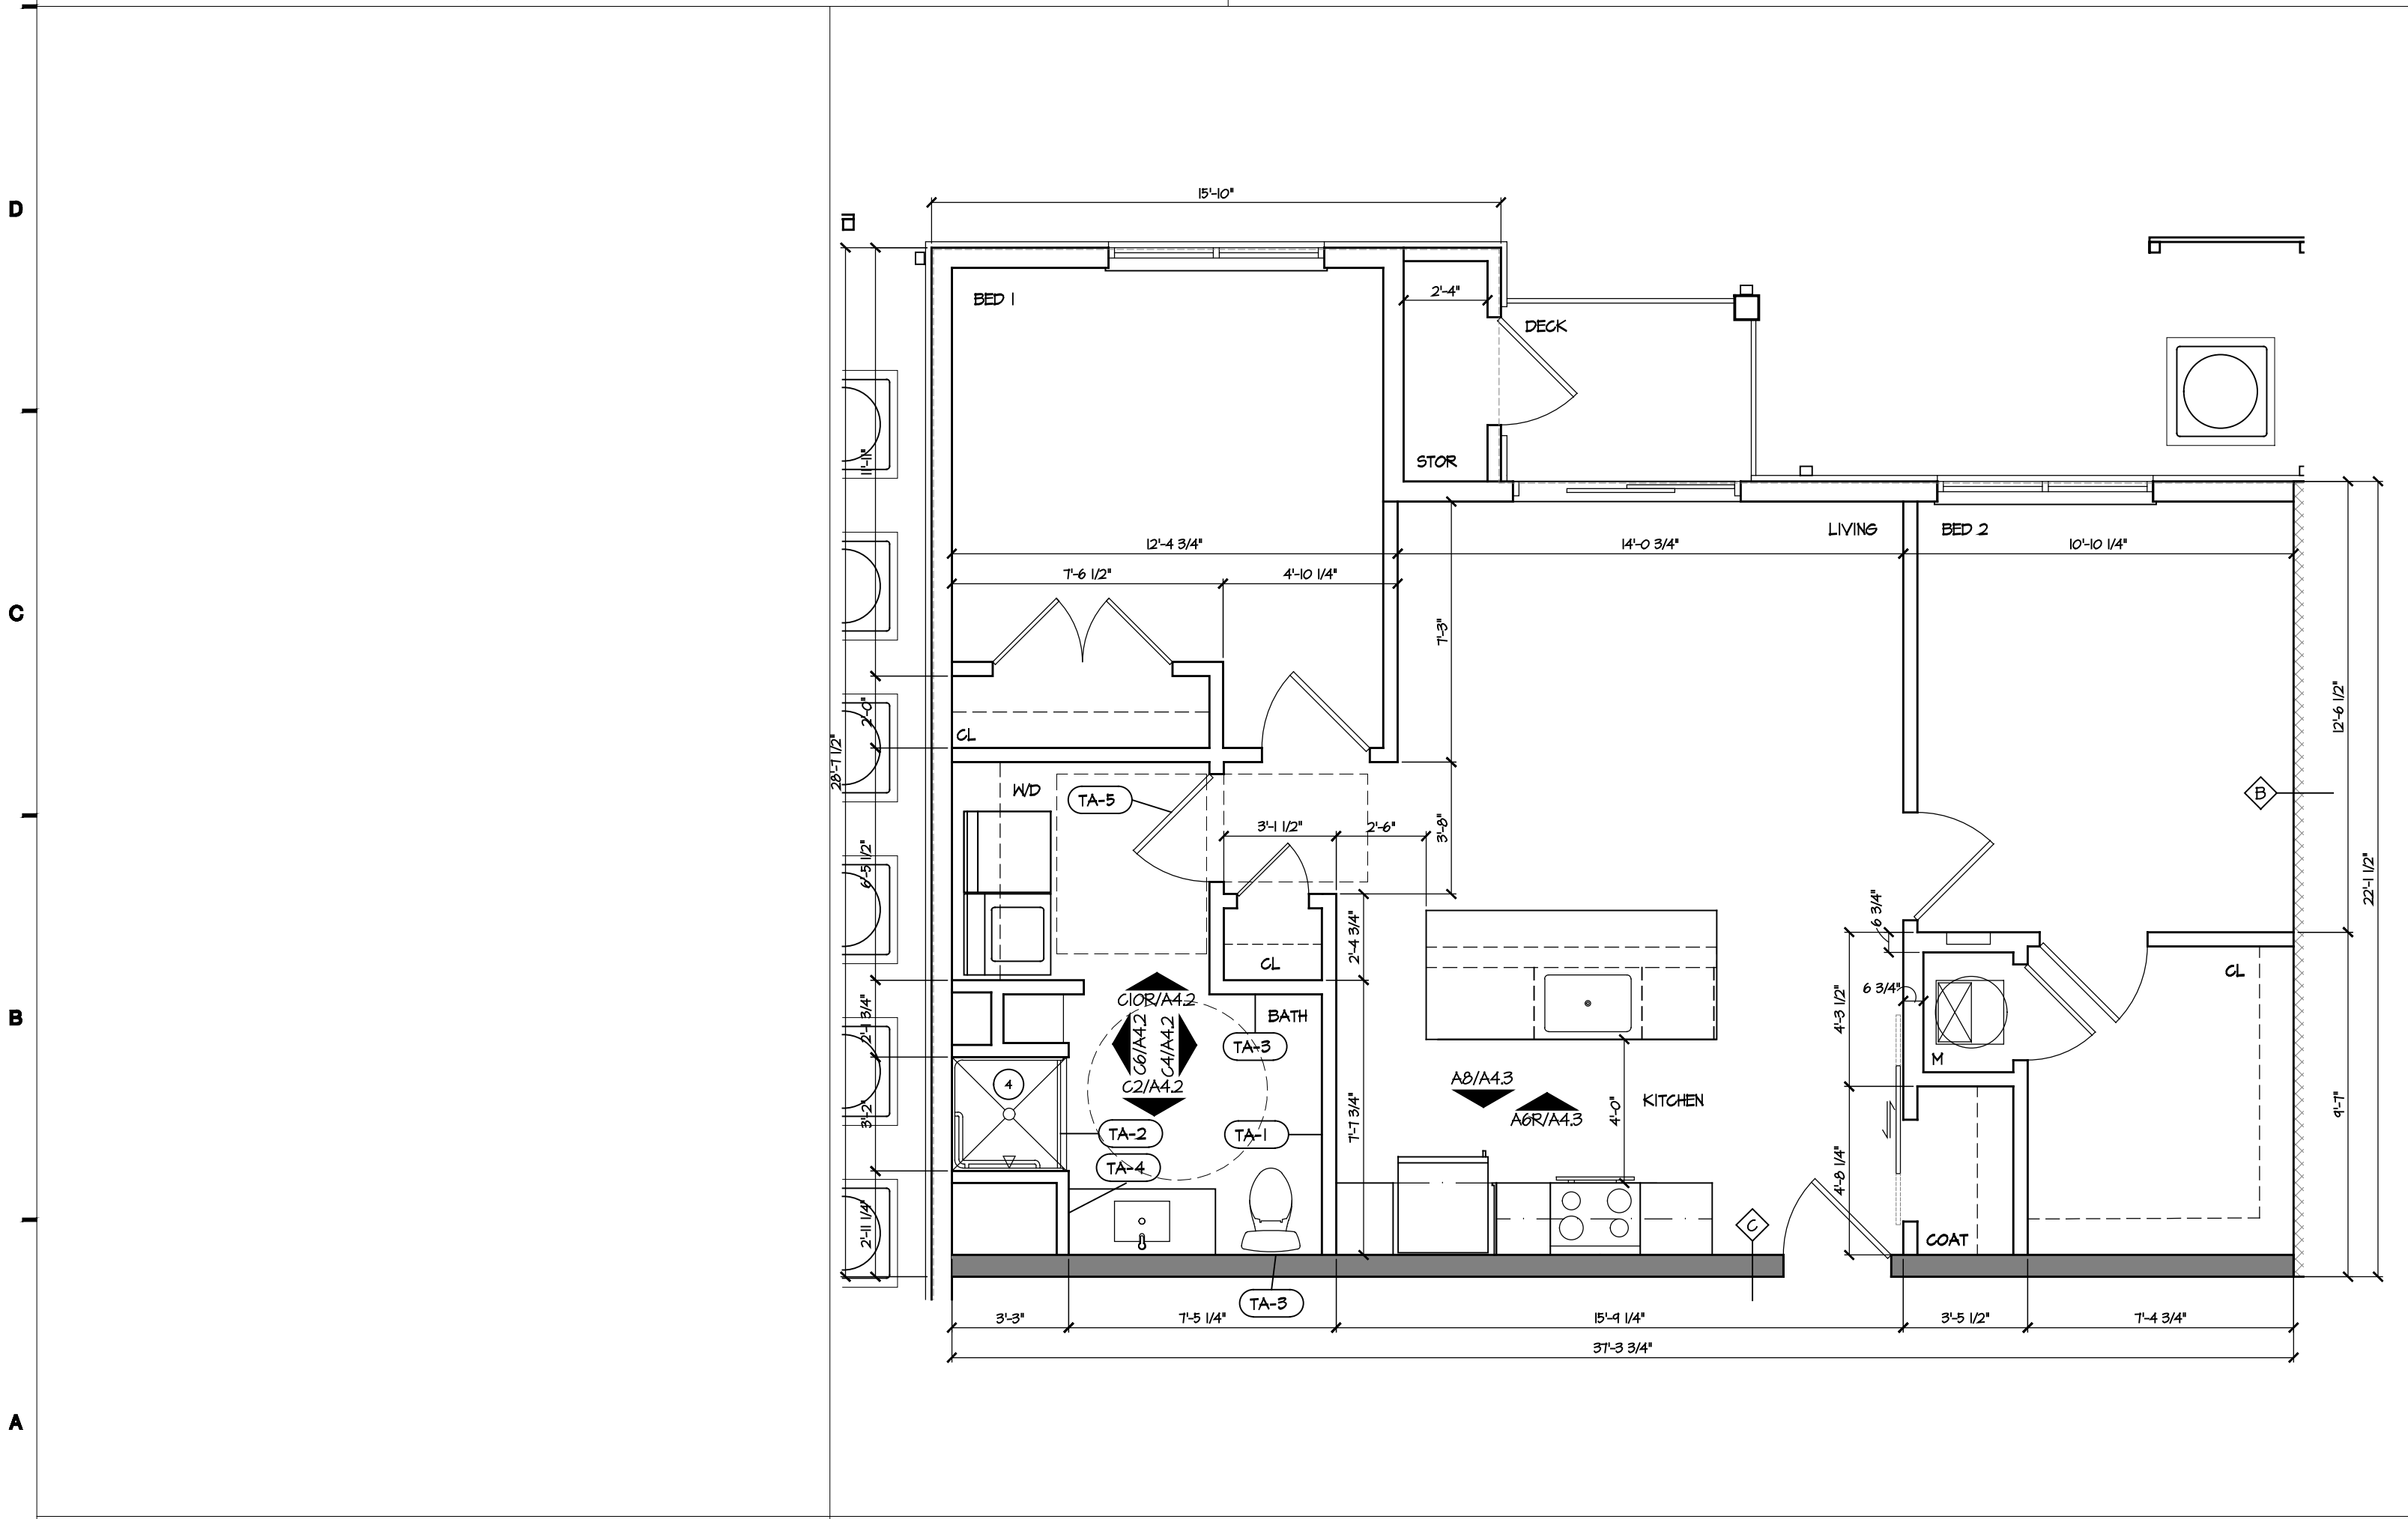 D
C
B
A
15'-10"
BED 1
2'-4"
DECK
STOR
11'-11"
12'-4 3/4"
14'-0 3/4"
LIVING
BED 2
10'-10 1/4"
7'-6 1/2"
4'-10 1/4"
7'-3"
12'-6 1/2"
2'-0"
CL
28'-7 1/2"
W/D
TA-5
B
3'-1 1/2"
2'-6"
3'-8"
6'-5 1/2"
22'-1 1/2"
6 3/4"
2'-4 3/4"
CL
CL
6 3/4"
C10R/A4.2
BATH
C6/A4.2
C4/A4.2
C2/A4.2
TA-3
2'-1 3/4"
4'-3 1/2"
M
4
A8/A4.3
A6R/A4.3
KITCHEN
4'-0"
3'-2"
TA-2
TA-1
TA-4
7'-7 3/4"
9'-7"
4'-8 1/4"
2'-11 1/4"
C
COAT
TA-3
3'-3"
7'-5 1/4"
15'-9 1/4"
3'-5 1/2"
7'-4 3/4"
37'-3 3/4"